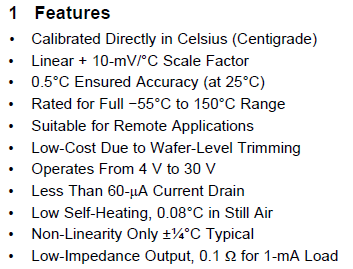 1 Features
• Calibrated Directly in Celsius (Centigrade)
• Linear + 10-mV/°C Scale Factor
• 0.5°C Ensured Accuracy (at 25°C)
• Rated for Full −55°C to 150°C Range
• Suitable for Remote Applications
• Low-Cost Due to Wafer-Level Trimming
• Operates From 4 V to 30 V
• Less Than 60-μA Current Drain
• Low Self-Heating, 0.08°C in Still Air
• Non-Linearity Only ±¼°C Typical
• Low-Impedance Output, 0.1 Ω for 1-mA Load